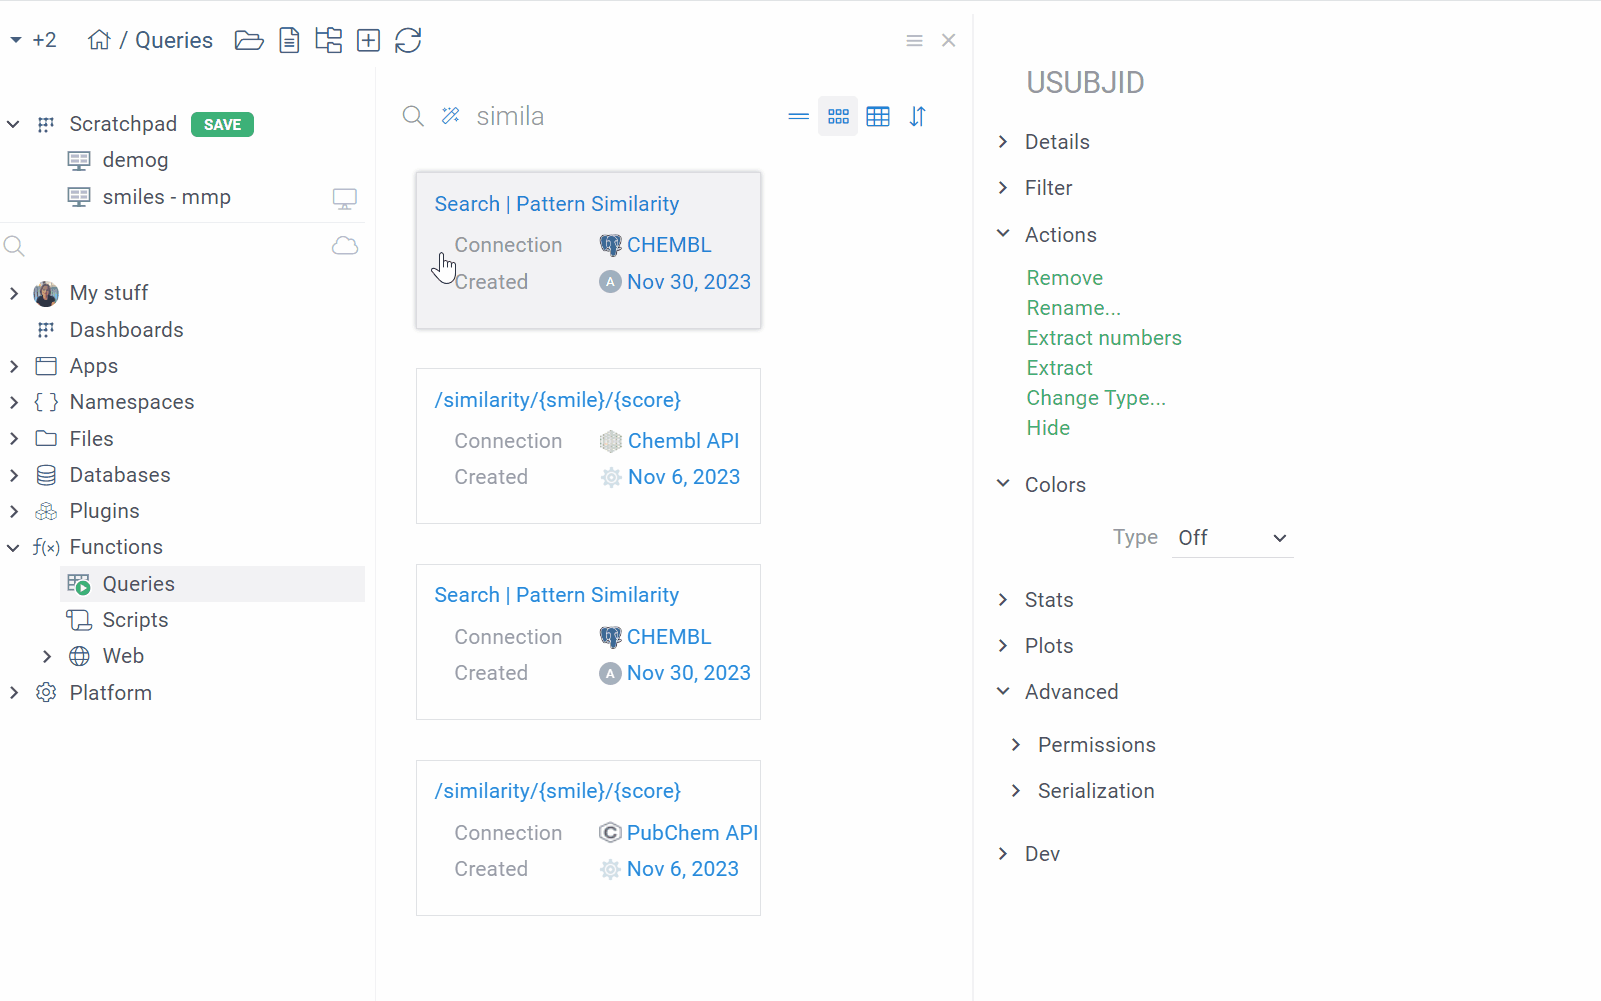 +2
/ Queries
Scratchpad SAVE
demog
smiles - mmp
My stuff
Dashboards
Apps
{ } Namespaces
Files
Databases
Plugins
f(x) Functions
Queries
Scripts
Web
Platform
simila
Search | Pattern Similarity
Connection CHEMBL
Created A Nov 30, 2023
/similarity/{smile}/{score}
Connection Chembl API
Created Nov 6, 2023
Search | Pattern Similarity
Connection CHEMBL
Created A Nov 30, 2023
/similarity/{smile}/{score}
Connection C PubChem API
Created Nov 6, 2023
USUBJID
Details
Filter
Actions
Remove
Rename...
Extract numbers
Extract
Change Type...
Hide
Colors
Type Off
Stats
Plots
Advanced
Permissions
Serialization
Dev